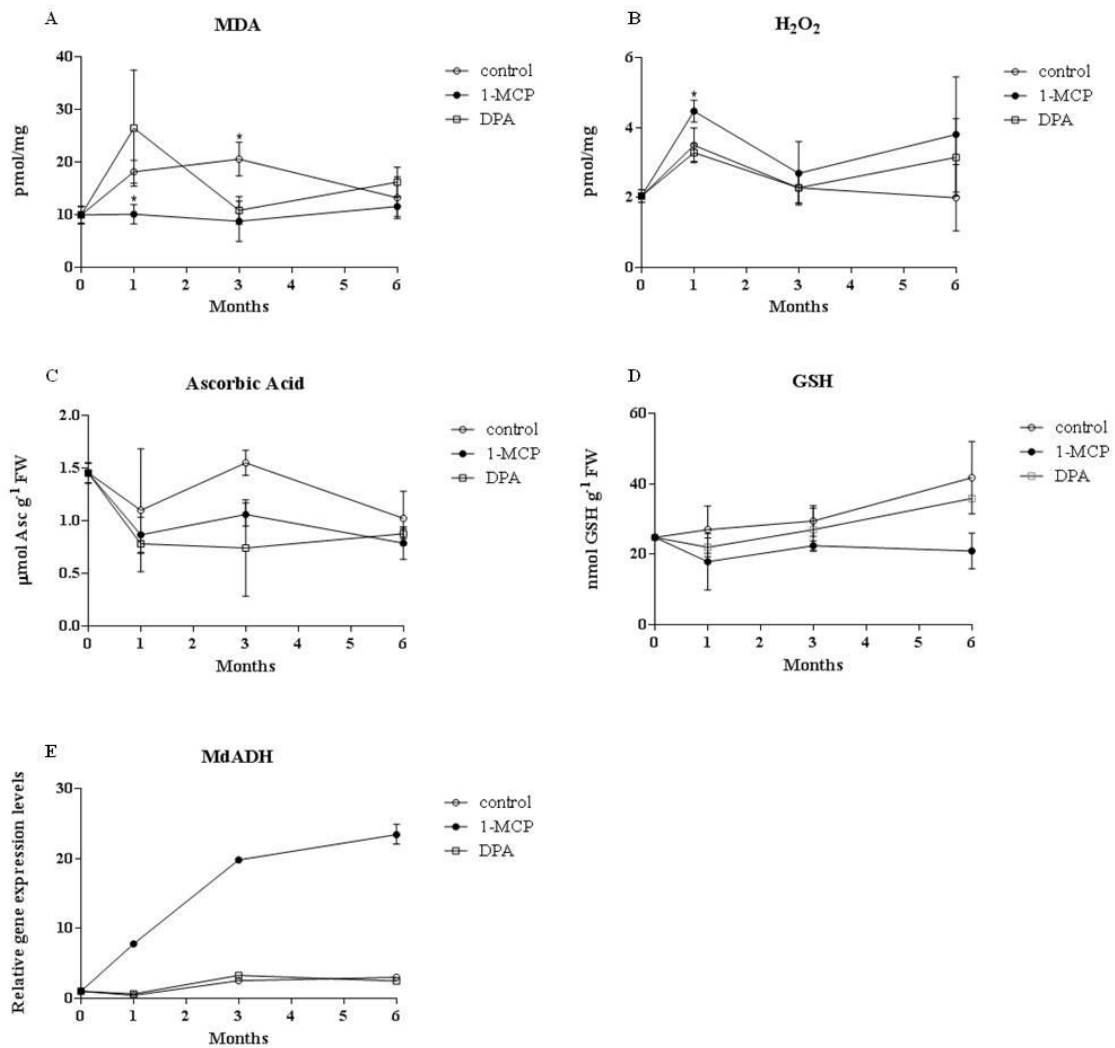 A
MDA
40
30
20
10
0
pmol/mg
*
*
0 1 2 3 4 5 6
Months
control
1-MCP
DPA
B
H₂O₂
6
4
2
0
pmol/mg
*
0 1 2 3 4 5 6
Months
control
1-MCP
DPA
C
Ascorbic Acid
2.0
1.5
1.0
0.5
0.0
µmol Asc g⁻¹ FW
0 1 2 3 4 5 6
Months
control
1-MCP
DPA
D
GSH
60
40
20
0
nmol GSH g⁻¹ FW
0 1 2 3 4 5 6
Months
control
1-MCP
DPA
E
MdADH
30
20
10
0
Relative gene expression levels
0 1 2 3 4 5 6
Months
control
1-MCP
DPA